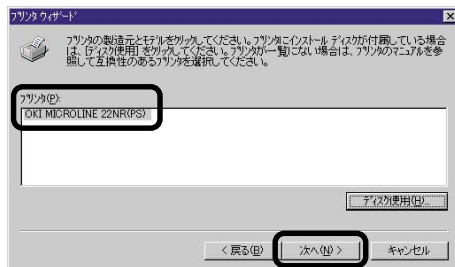 プリンタ ウィザード
プリンタの製造元とモデルをクリックしてください。プリンタにインストール ディスクが付属している場合
は、[ディスク使用] をクリックしてください。プリンタが一覧にない場合は、プリンタのマニュアルを参
照して互換性のあるプリンタを選択してください。
プリンタ(P):
OKI MICROLINE 22NR(PS)
ディスク使用(H)...
< 戻る(B)
次へ(N) >
キャンセル